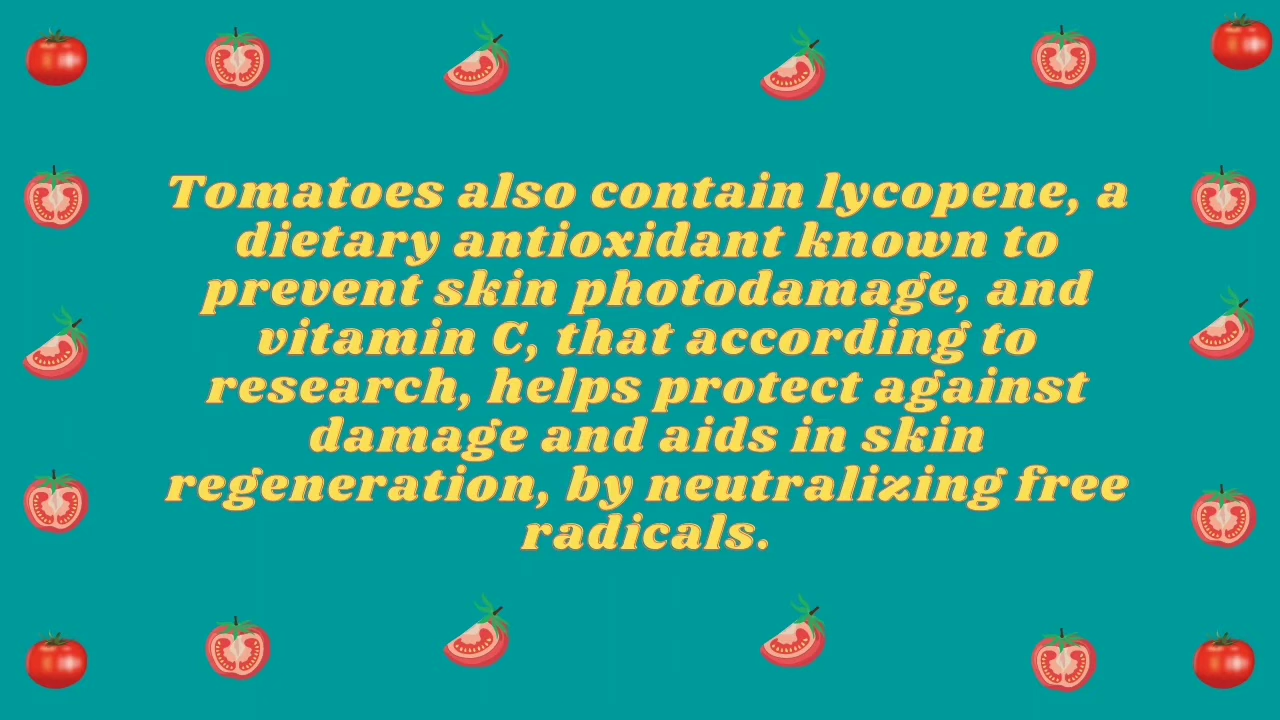 Tomatoes also contain lycopene, a
dietary antioxidant known to
prevent skin photodamage, and
vitamin C, that according to
research, helps protect against
damage and aids in skin
regeneration, by neutralizing free
radicals.